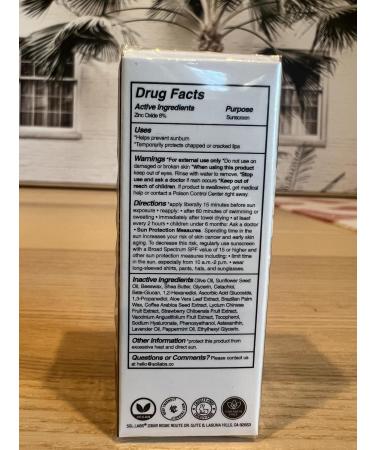 Drug Facts
Active Ingredients Purpose
Zinc Oxide 6% Sunscreen
Uses
*Helps prevent sunburn
*Temporarily protects chapped or cracked lips
Warnings *For external use only *Do not use on
damaged or broken skin *When using this product
keep out of eyes. Rinse with water to remove. *Stop
use and ask a doctor if rash occurs *Keep out of
reach of children. If product is swallowed, get medical
help or contact a Poison Control Center right away.
Directions *apply liberally 15 minutes before sun
exposure • reapply: • after 80 minutes of swimming or
sweating • immediately after towel drying • at least
every 2 hours • children under 6 months: Ask a doctor
• Sun Protection Measures. Spending time in the
sun increases your risk of skin cancer and early skin
aging. To decrease this risk, regularly use sunscreen
with a Broad Spectrum SPF value of 15 or higher and
other sun protection measures including: • limit time
in the sun, especially from 10 a.m.-2 p.m. • wear
long-sleeved shirts, pants, hats, and sunglasses.
Inactive Ingredients Olive Oil, Sunflower Seed
Oil, Beeswax, Shea Butter, Glycerin, Cetearyl,
Beta-Glucan, 1,2-Hexanediol, Ascorbic Acid Glucoside,
1,3-Propanediol, Aloe Vera Leaf Extract, Brazilian Palm
Wax, Coffea Arabica Seed Extract, Lycium Chinense
Fruit Extract, Strawberry Chiloensis Fruit Extract,
Vaccinium Angustifolium Fruit Extract, Tocopherol,
Sodium Hyaluronate, Phenoxyethanol, Astaxanthin,
Lavender Oil, Peppermint Oil, Ethylhexyl Glycerin.
Other Information *protect this product from
excessive heat and direct sun.
Questions or Comments? Please contact us
at hello@sollabs.co
VEGAN
SOL LABS
LAGUNA HILLS, CA 92653